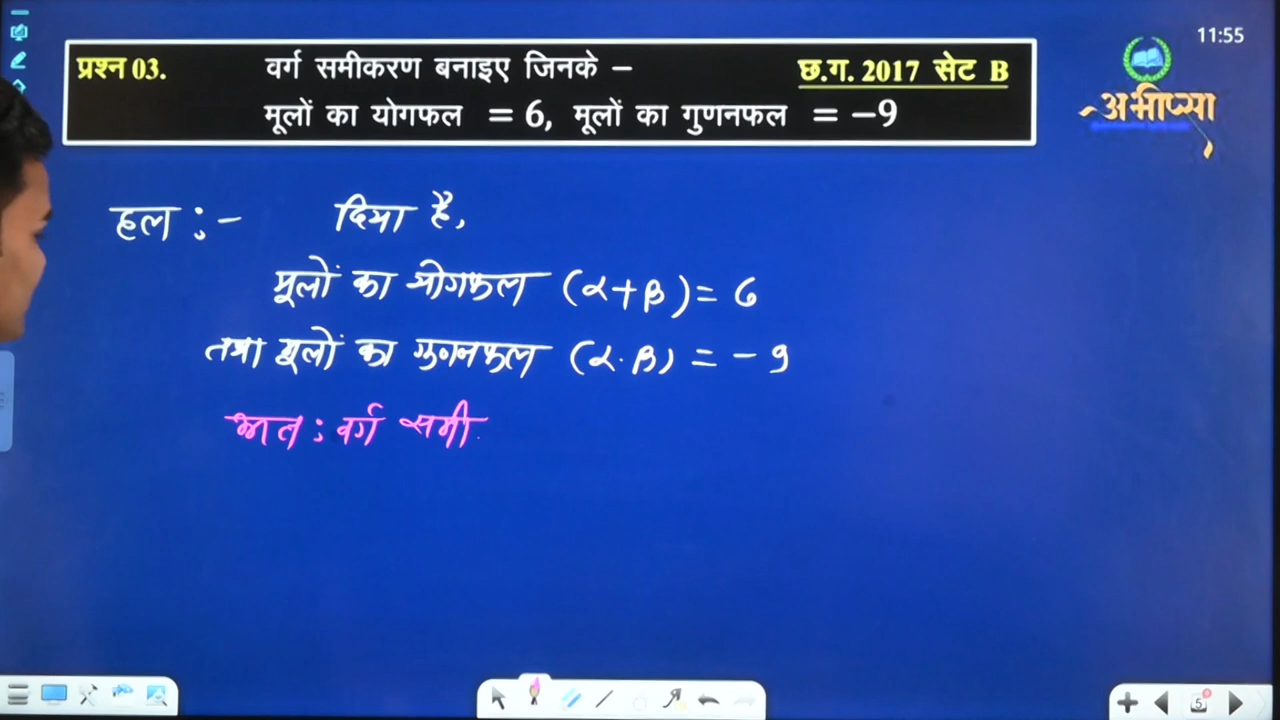 11:55
प्रश्न 03. वर्ग समीकरण बनाइए जिनके – छ.ग. 2017 सेट B
मूलों का योगफल = 6, मूलों का गुणनफल = −9
अभीप्सा
हल :- दिया है,
मूलों का योगफल (α+β) = 6
तथा मूलों का गुणनफल (α.β) = - 9
अत : वर्ग समी.
5